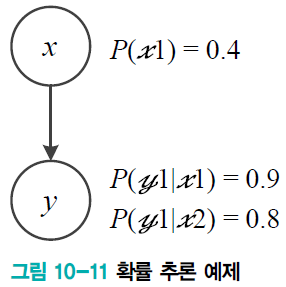 x
P(x1) = 0.4
y
P(y1|x1) = 0.9
P(y1|x2) = 0.8
그림 10-11 확률 추론 예제